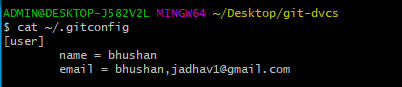 ADMIN@DESKTOP-J582V2L MINGW64 ~/Desktop/git-dvcs
$ cat ~/.gitconfig
[user]
        name = bhushan
        email = bhushan,jadhav1@gmail.com